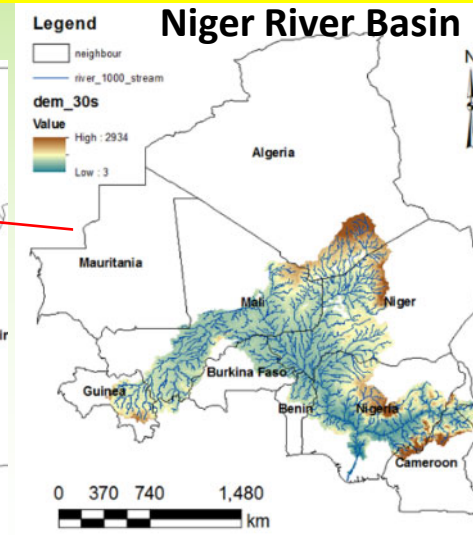 Niger River Basin
Legend
neighbour
river_1000_stream
dem_30s
Value
High : 2934
Low : 3
N
Algeria
Mauritania
Mali
Niger
Burkina Faso
Guinea
Benin
Nigeria
Cameroon
0 370 740 1,480
km